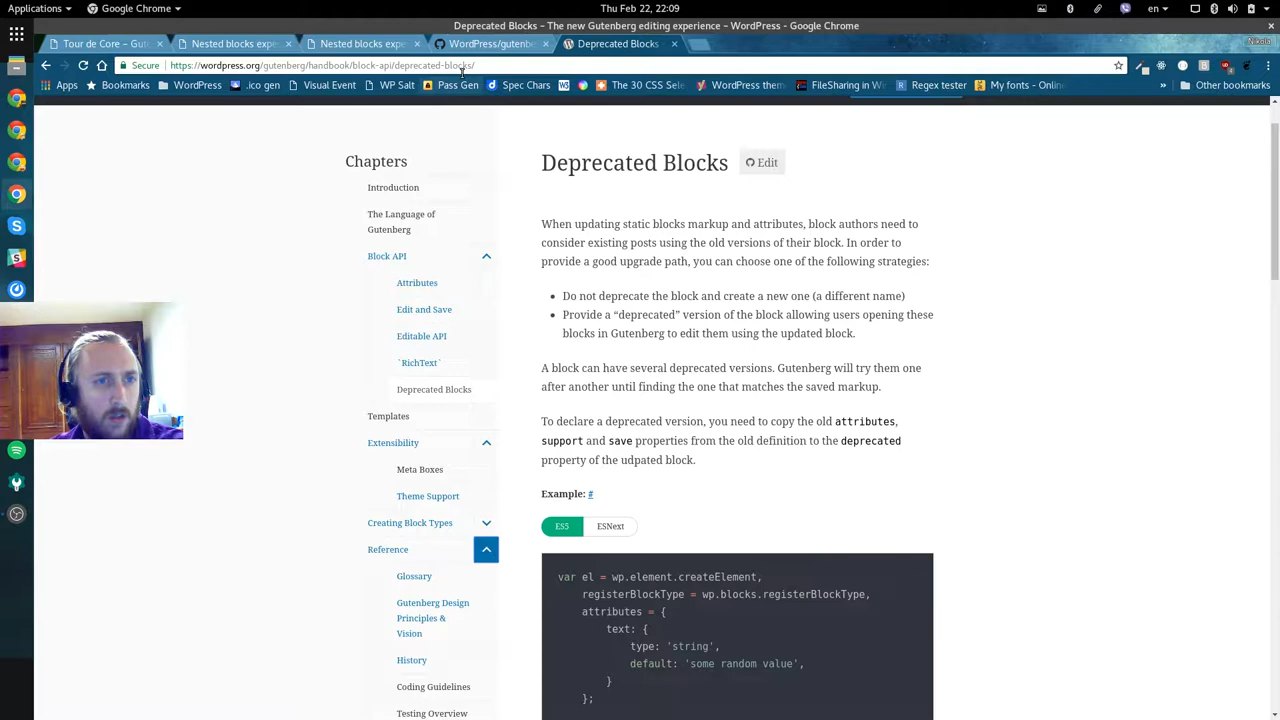 Applications
Google Chrome
Thu Feb 22, 22:09
en
Deprecated Blocks – The new Gutenberg editing experience – WordPress - Google Chrome
Tour de Core – Gute
Nested blocks expe
Nested blocks expe
WordPress/gutenbe
Deprecated Blocks
Nikola
Secure
https://wordpress.org/gutenberg/handbook/block-api/deprecated-blocks/
Apps
Bookmarks
WordPress
.ico gen
Visual Event
WP Salt
Pass Gen
Spec Chars
The 30 CSS Sele
WordPress them
FileSharing in Wi
Regex tester
My fonts - Onlin
»
Other bookmarks
Chapters
Introduction
The Language of
Gutenberg
Block API
Attributes
Edit and Save
Editable API
`RichText`
Deprecated Blocks
Templates
Extensibility
Meta Boxes
Theme Support
Creating Block Types
Reference
Glossary
Gutenberg Design
Principles &
Vision
History
Coding Guidelines
Testing Overview
Deprecated Blocks
Edit
When updating static blocks markup and attributes, block authors need to
consider existing posts using the old versions of their block. In order to
provide a good upgrade path, you can choose one of the following strategies:
• Do not deprecate the block and create a new one (a different name)
• Provide a “deprecated” version of the block allowing users opening these
blocks in Gutenberg to edit them using the updated block.
A block can have several deprecated versions. Gutenberg will try them one
after another until finding the one that matches the saved markup.
To declare a deprecated version, you need to copy the old attributes,
support and save properties from the old definition to the deprecated
property of the udpated block.
Example: #
ES5
ESNext
var el = wp.element.createElement,
registerBlockType = wp.blocks.registerBlockType,
attributes = {
text: {
type: 'string',
default: 'some random value',
}
};